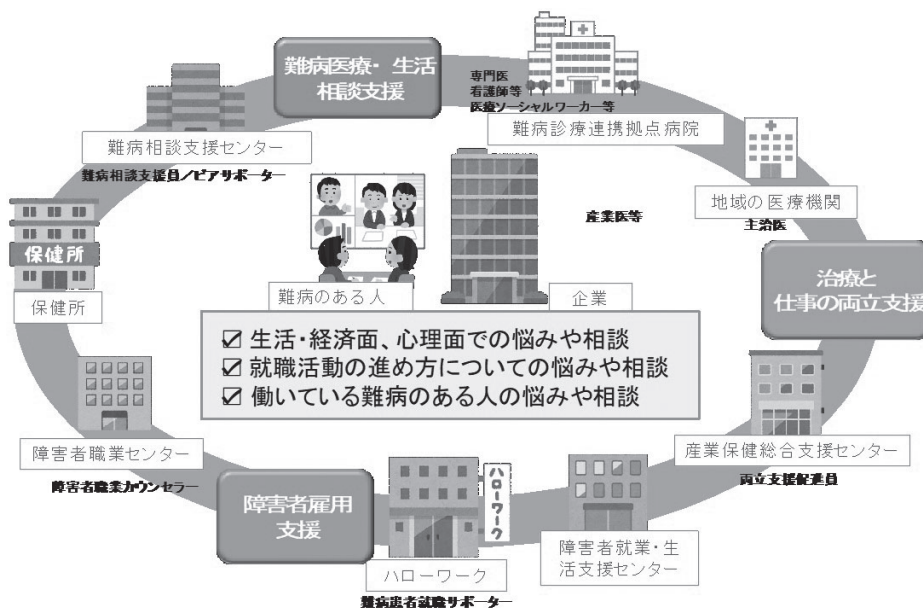 難病医療・生活
相談支援
専門医
看護師等
医療ソーシャルワーカー等
難病診療連携拠点病院
難病相談支援センター
難病相談支援員／ピアサポーター
地域の医療機関
主治医
産業医等
保健所
保健所
難病のある人
企業
治療と
仕事の両立支援
☑ 生活・経済面、心理面での悩みや相談
☑ 就職活動の進め方についての悩みや相談
☑ 働いている難病のある人の悩みや相談
障害者職業センター
障害者職業カウンセラー
産業保健総合支援センター
両立支援促進員
障害者雇用
支援
ハローワーク
ハローワーク
難病患者就職サポーター
障害者就業・生
活支援センター